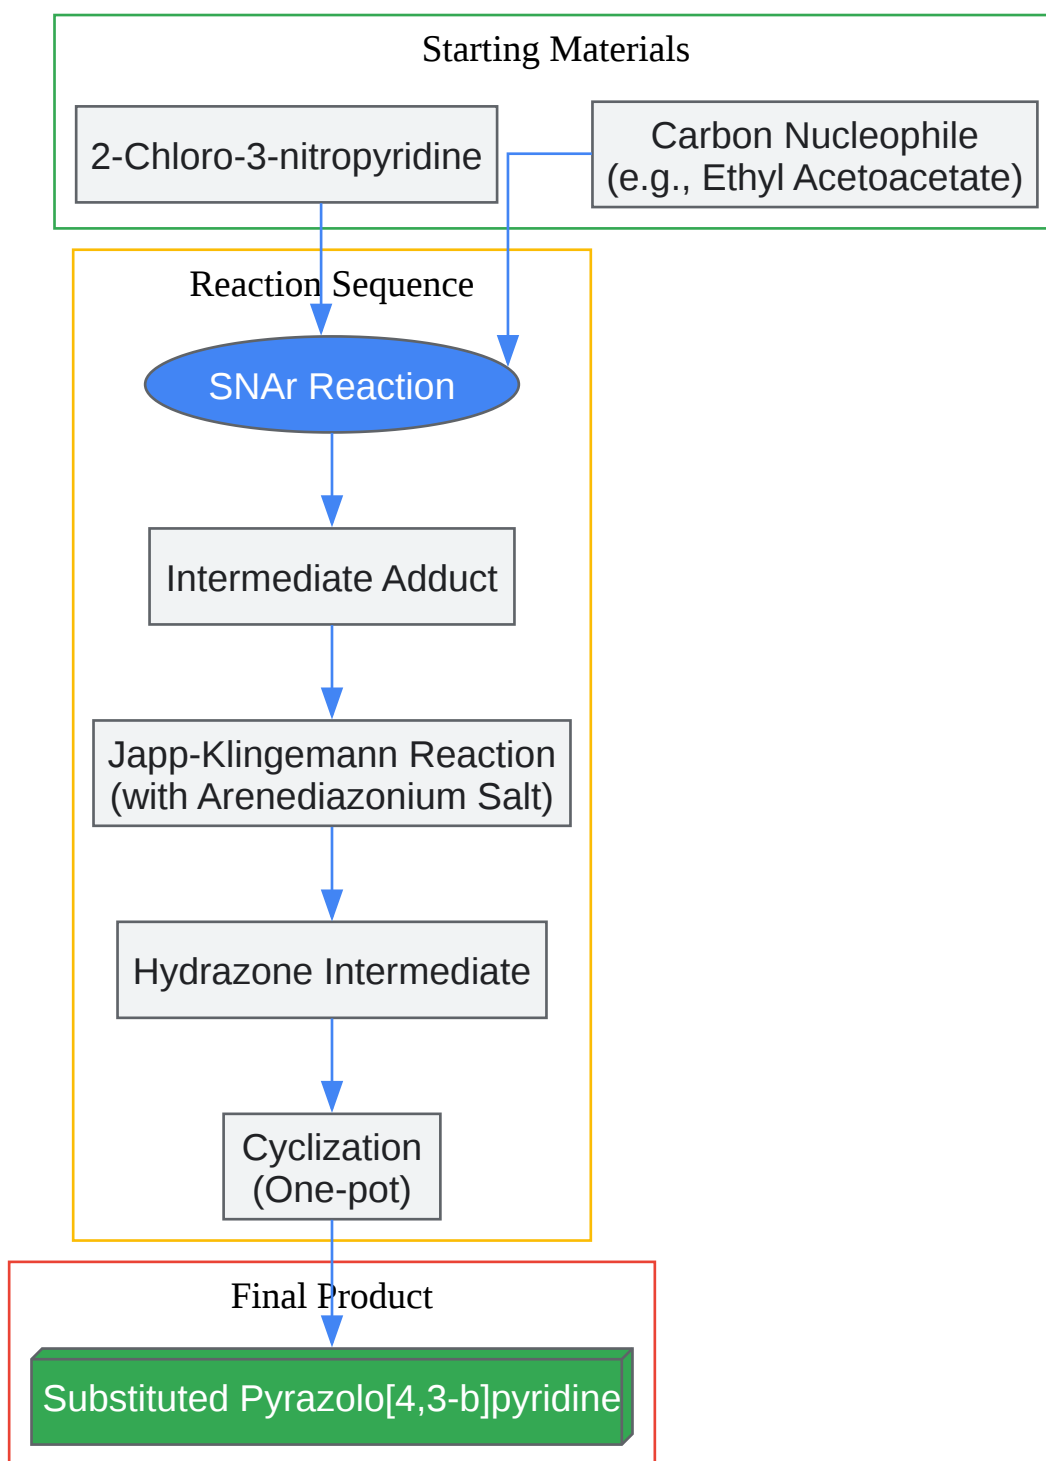 Starting Materials
2-Chloro-3-nitropyridine
Carbon Nucleophile
(e.g., Ethyl Acetoacetate)
Reaction Sequence
SNAr Reaction
Intermediate Adduct
Japp-Klingemann Reaction
(with Arenediazonium Salt)
Hydrazone Intermediate
Cyclization
(One-pot)
Final Product
Substituted Pyrazolo[4,3-b]pyridine